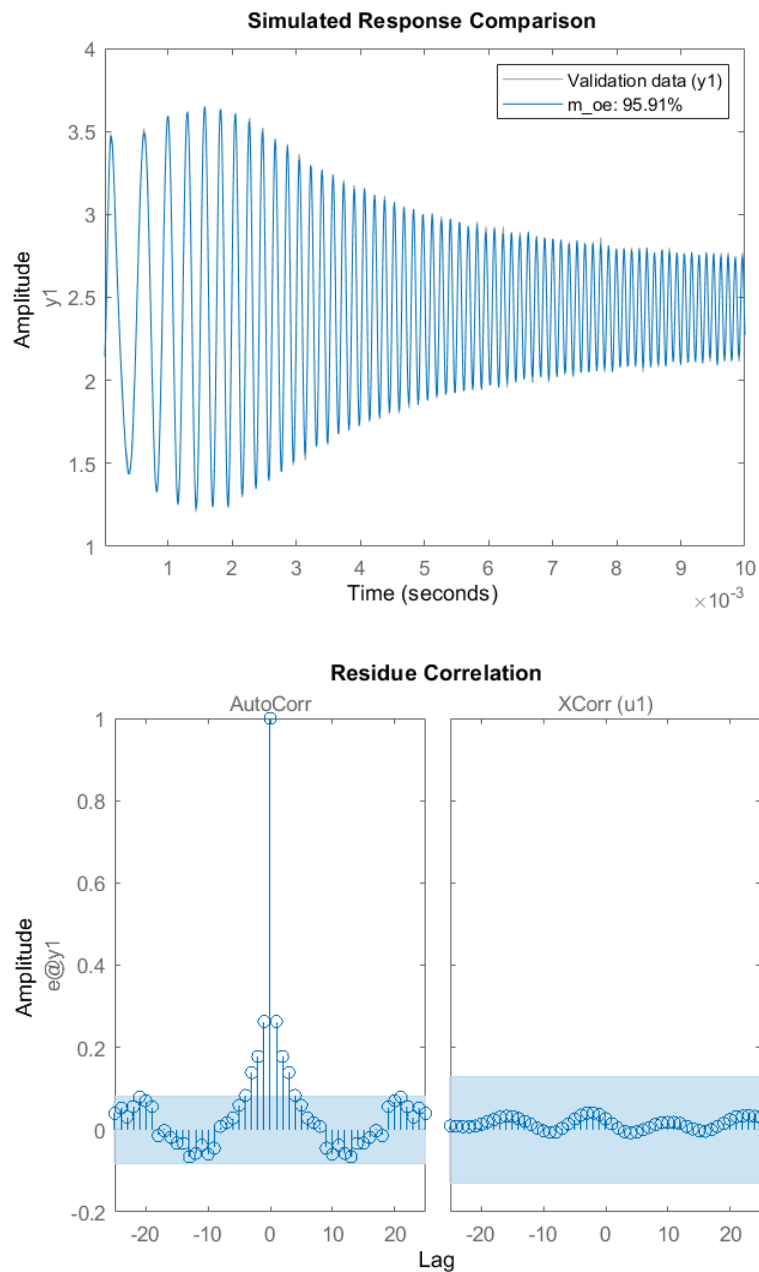 Simulated Response Comparison
Validation data (y1)
m_oe: 95.91%
Amplitude
y1
4
3.5
3
2.5
2
1.5
1
1 2 3 4 5 6 7 8 9 10
Time (seconds)
×10⁻³
Residue Correlation
AutoCorr
XCorr (u1)
Amplitude
e@y1
1
0.8
0.6
0.4
0.2
0
-0.2
-20 -10 0 10 20
-20 -10 0 10 20
Lag